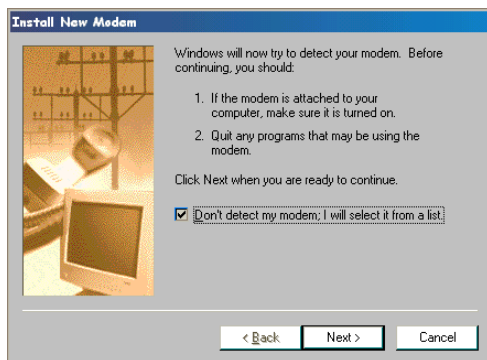 Install New Modem
Windows will now try to detect your modem. Before
continuing, you should:
1. If the modem is attached to your
computer, make sure it is turned on.
2. Quit any programs that may be using the
modem.
Click Next when you are ready to continue.
Don't detect my modem; I will select it from a list.
< Back
Next >
Cancel